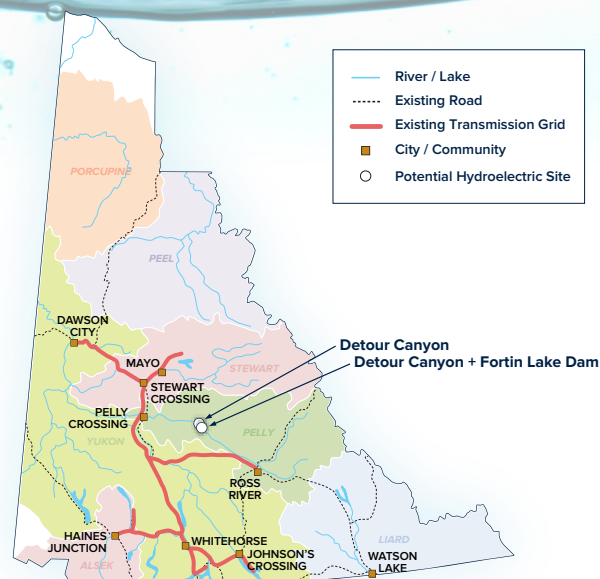 River / Lake
Existing Road
Existing Transmission Grid
City / Community
Potential Hydroelectric Site
PORCUPINE
PEEL
DAWSON
CITY
Detour Canyon
Detour Canyon + Fortin Lake Dam
MAYO
STEWART
STEWART
CROSSING
PELLY
CROSSING
YUKON
PELLY
ROSS
RIVER
HAINES
JUNCTION
WHITEHORSE
LIARD
JOHNSON'S
CROSSING
WATSON
LAKE
ALSEK